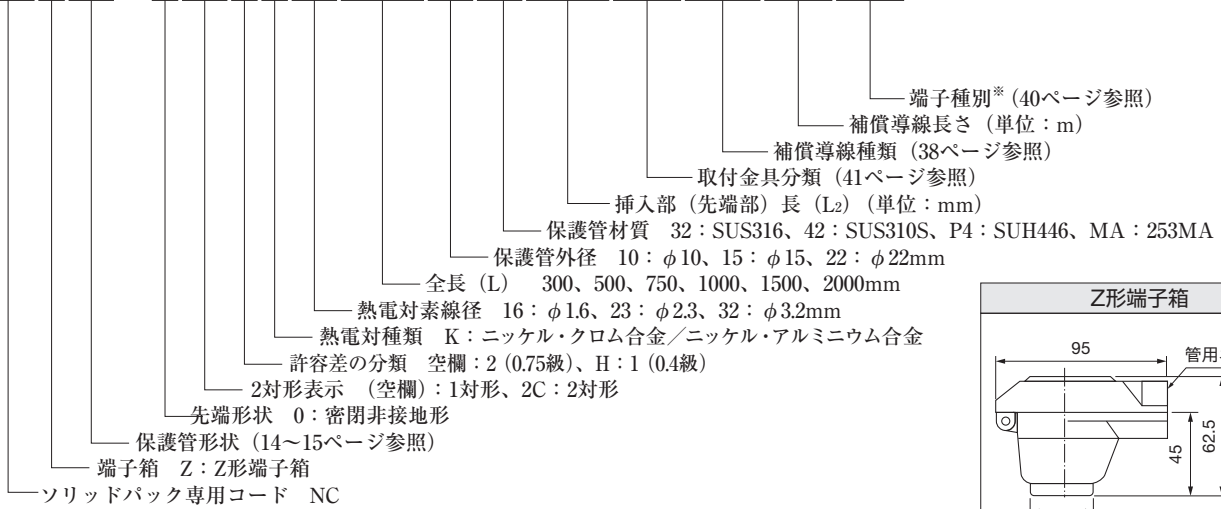 端子種別※(40ページ参照)
補償導線長さ(単位:m)
補償導線種類(38ページ参照)
取付金具分類(41ページ参照)
挿入部(先端部)長(L2)(単位:mm)
保護管材質 32:SUS316、42:SUS310S、P4:SUH446、MA:253MA
保護管外径 10:φ10、15:φ15、22:φ22mm
全長(L) 300、500、750、1000、1500、2000mm
熱電対素線径 16:φ1.6、23:φ2.3、32:φ3.2mm
熱電対種類 K:ニッケル・クロム合金/ニッケル・アルミニウム合金
許容差の分類 空欄:2(0.75級)、H:1(0.4級)
2対形表示 (空欄):1対形、2C:2対形
先端形状 0:密閉非接地形
保護管形状(14〜15ページ参照)
端子箱 Z:Z形端子箱
ソリッドパック専用コード NC
Z形端子箱
95
管用
45
62.5